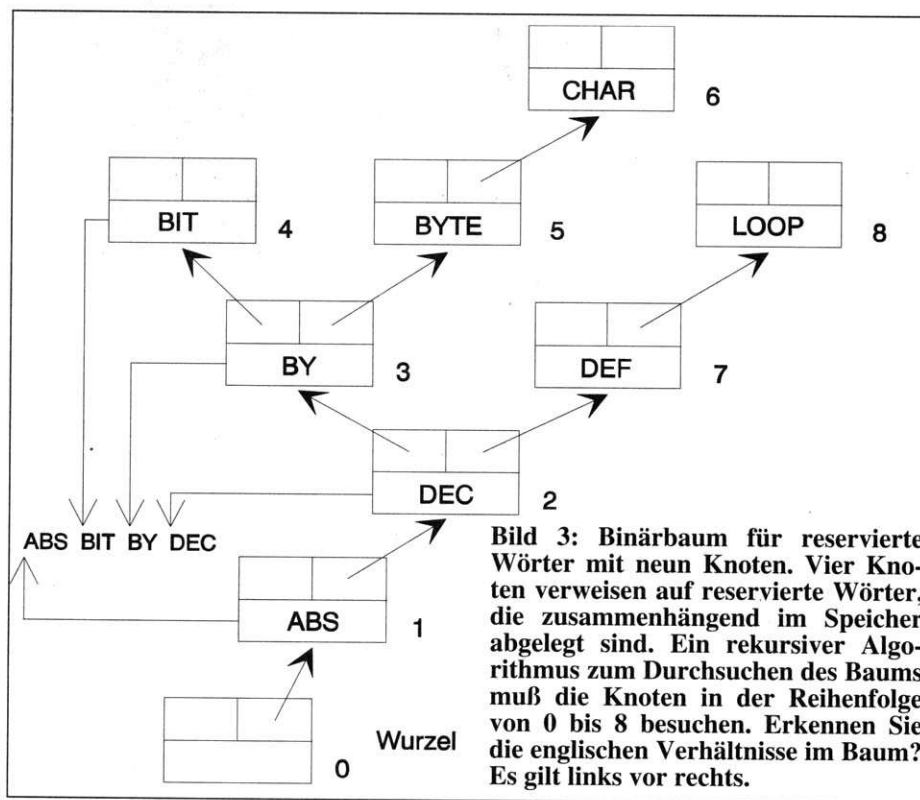 CHAR
6
BIT
4
BYTE
5
LOOP
8
BY
3
DEF
7
DEC
2
ABS BIT BY DEC
ABS
1
Wurzel
0
Bild 3: Binärbaum für reservierte
Wörter mit neun Knoten. Vier Kno-
ten verweisen auf reservierte Wörter,
die zusammenhängend im Speicher
abgelegt sind. Ein rekursiver Algo-
rithmus zum Durchsuchen des Baums
muß die Knoten in der Reihenfolge
von 0 bis 8 besuchen. Erkennen Sie
die englischen Verhältnisse im Baum?
Es gilt links vor rechts.